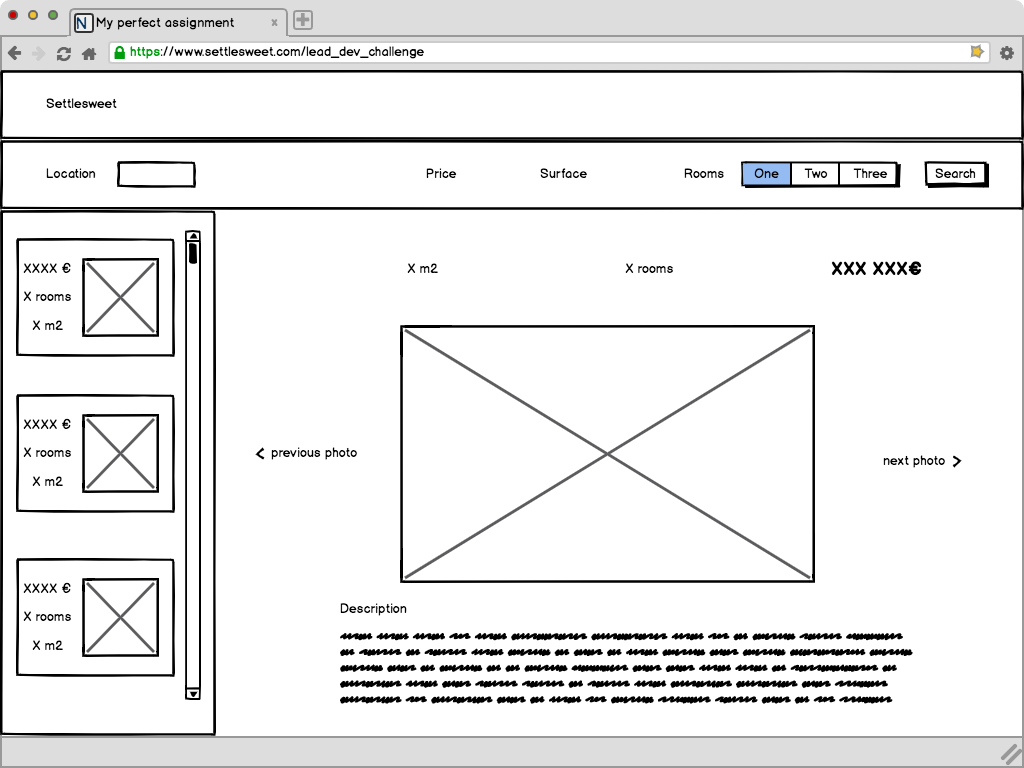 My perfect assignment x
https://www.settlesweet.com/lead_dev_challenge
Settlesweet
Location Price Surface Rooms One Two Three Search
XXXX €
X rooms
X m2
XXXX €
X rooms
X m2
XXXX €
X rooms
X m2
X m2 X rooms XXX XXX€
< previous photo
next photo >
Description